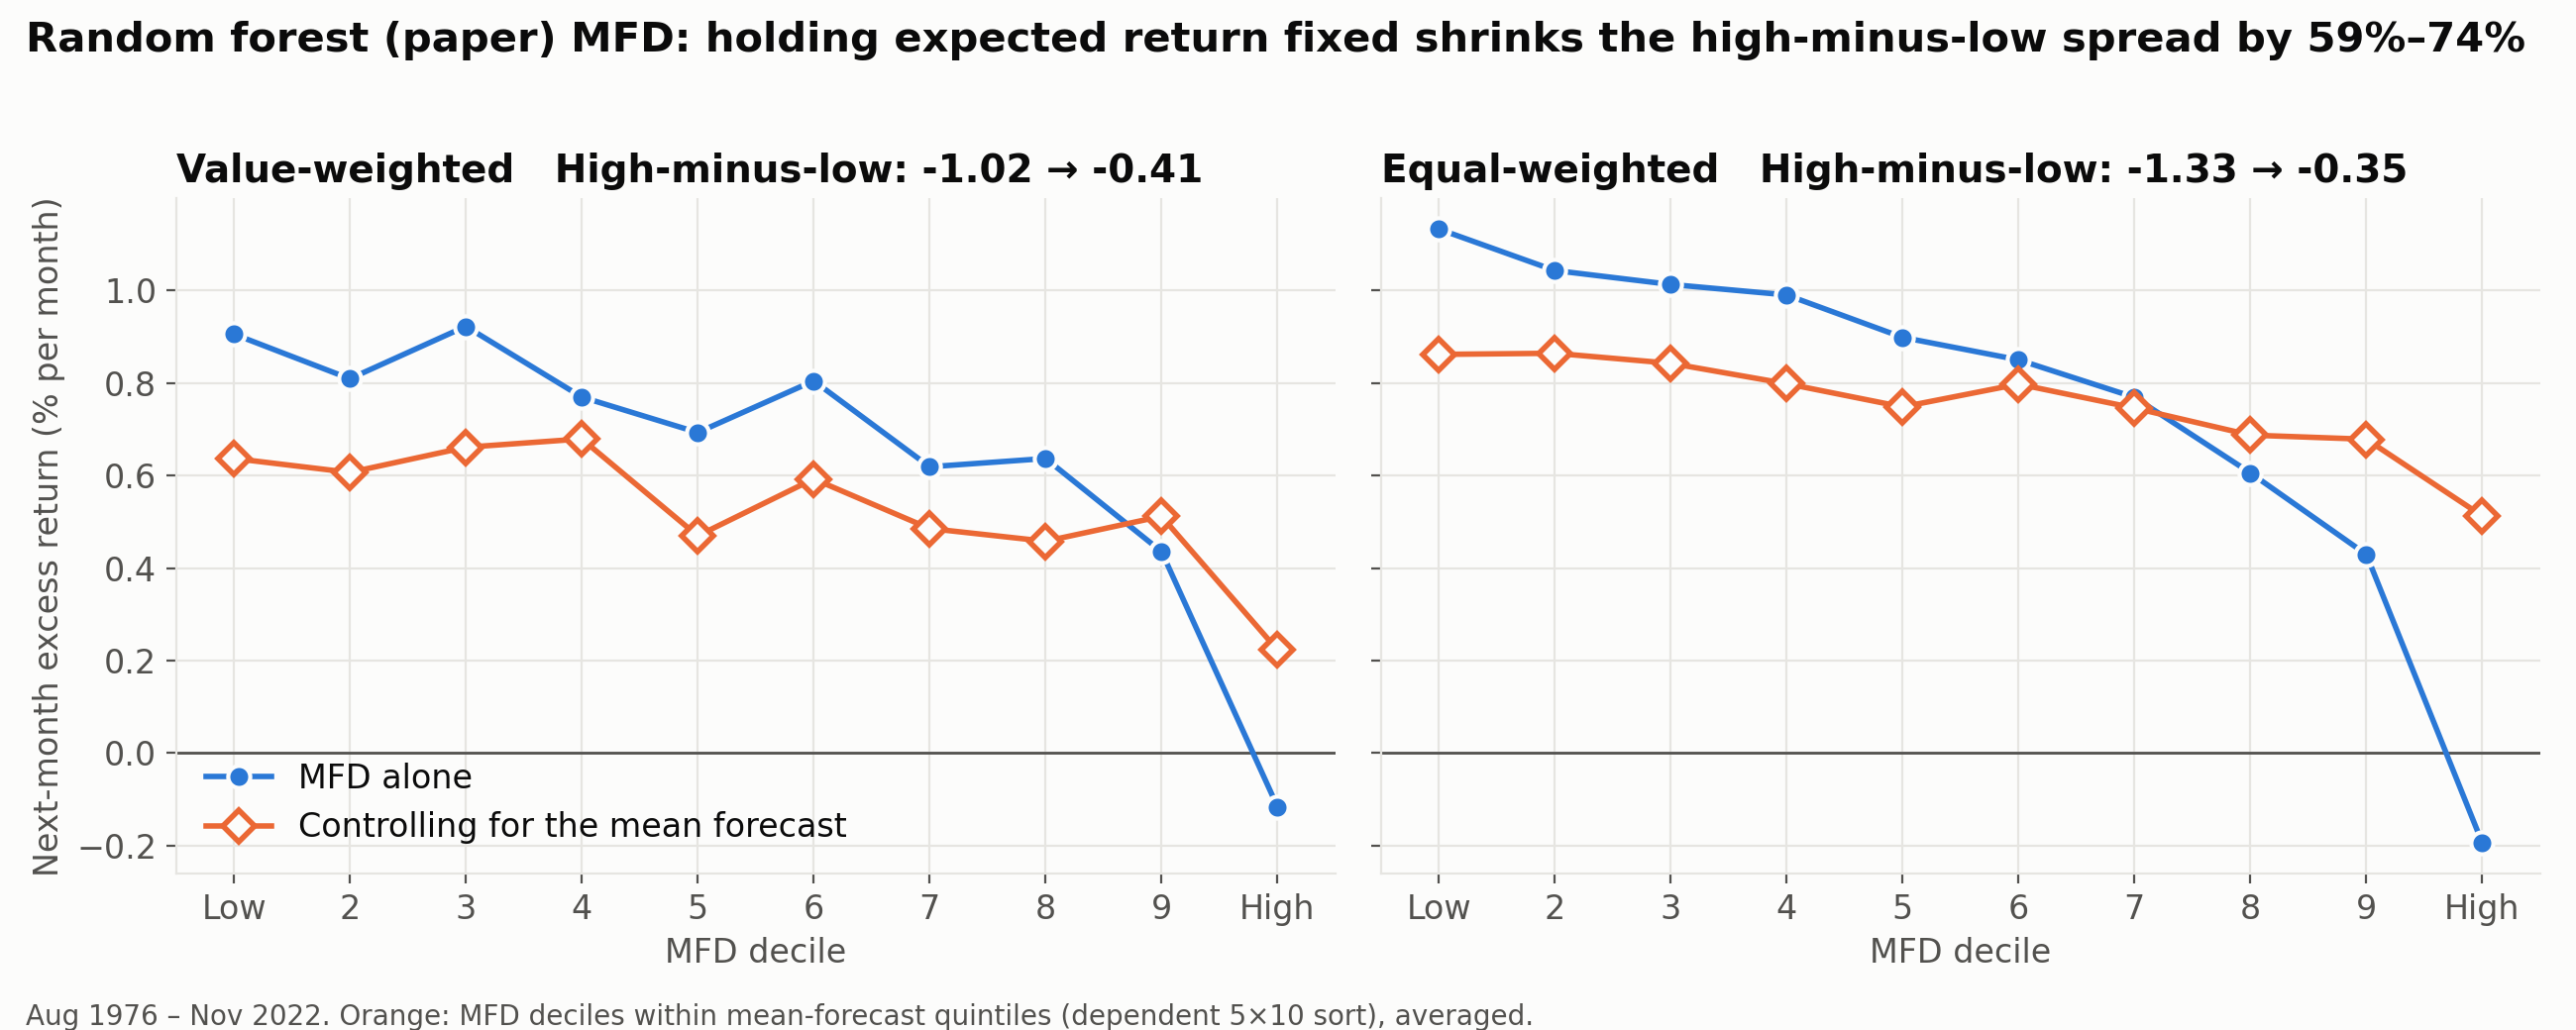 Random forest (paper) MFD: holding expected return fixed shrinks the high-minus-low spread by 59%–74%
Value-weighted   High-minus-low: -1.02 → -0.41
Equal-weighted   High-minus-low: -1.33 → -0.35
Next-month excess return (% per month)
1.0
0.8
0.6
0.4
0.2
0.0
−0.2
MFD alone
Controlling for the mean forecast
Low 2 3 4 5 6 7 8 9 High
MFD decile
Low 2 3 4 5 6 7 8 9 High
MFD decile
Aug 1976 – Nov 2022. Orange: MFD deciles within mean-forecast quintiles (dependent 5×10 sort), averaged.